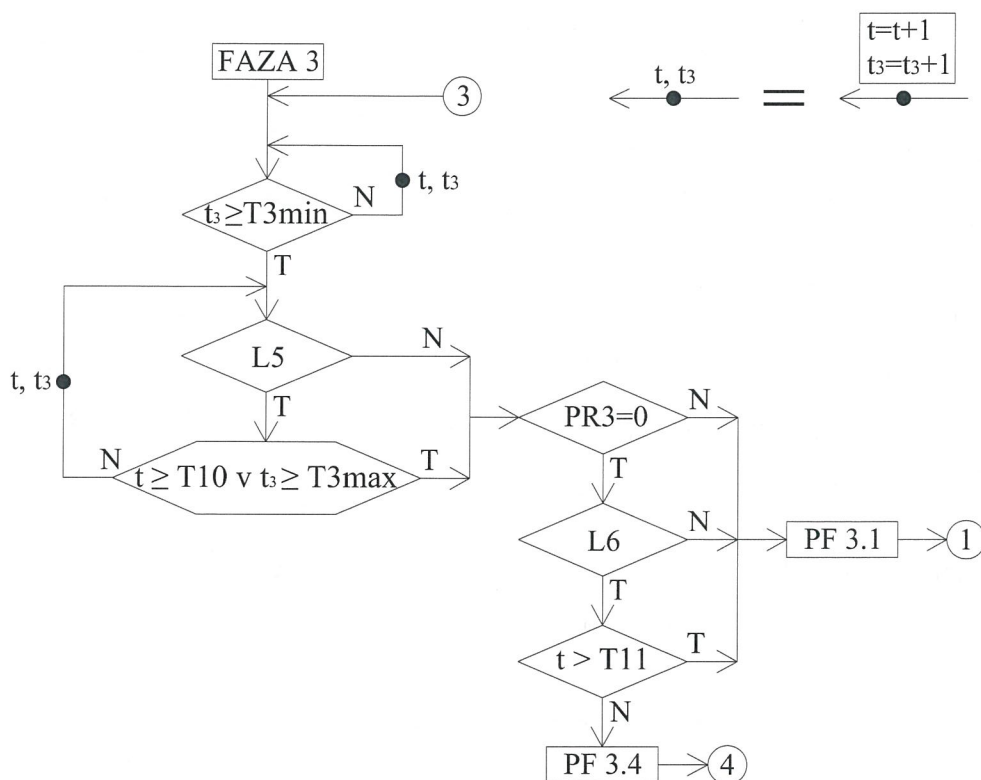 FAZA 3
3
t, t₃
t=t+1
t₃=t₃+1
t, t₃
t₃ ≥T3min
N
T
L5
N
T
t, t₃
t ≥ T10 v t₃ ≥ T3max
N
T
PR3=0
N
T
L6
N
T
PF 3.1
1
t > T11
T
N
PF 3.4
4